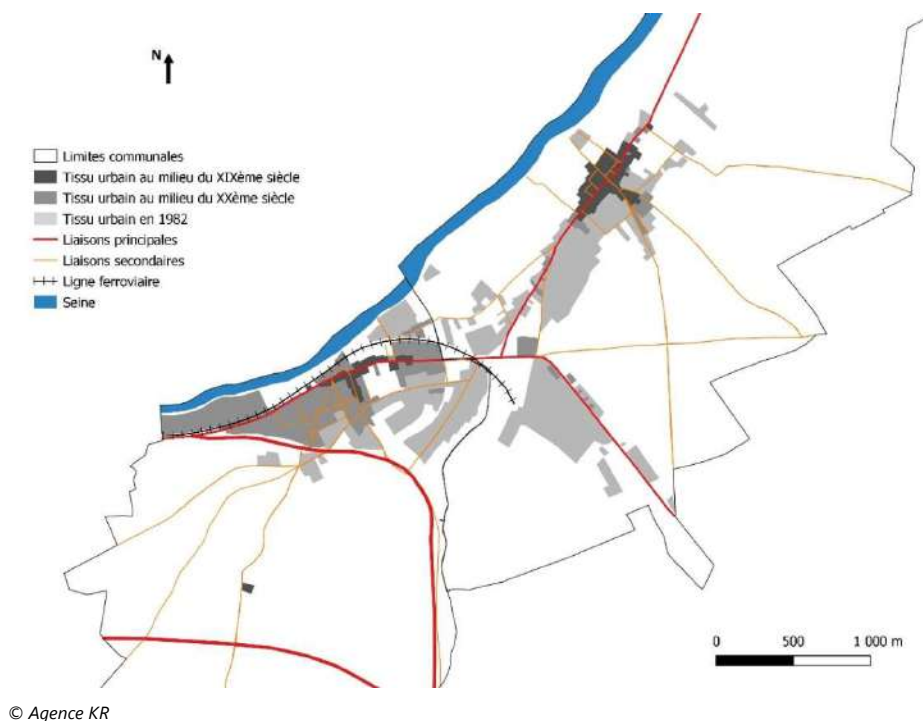 N
Limites communales
Tissu urbain au milieu du XIXème siècle
Tissu urbain au milieu du XXème siècle
Tissu urbain en 1982
Liaisons principales
Liaisons secondaires
Ligne ferroviaire
Seine
0 500 1 000 m
© Agence KR